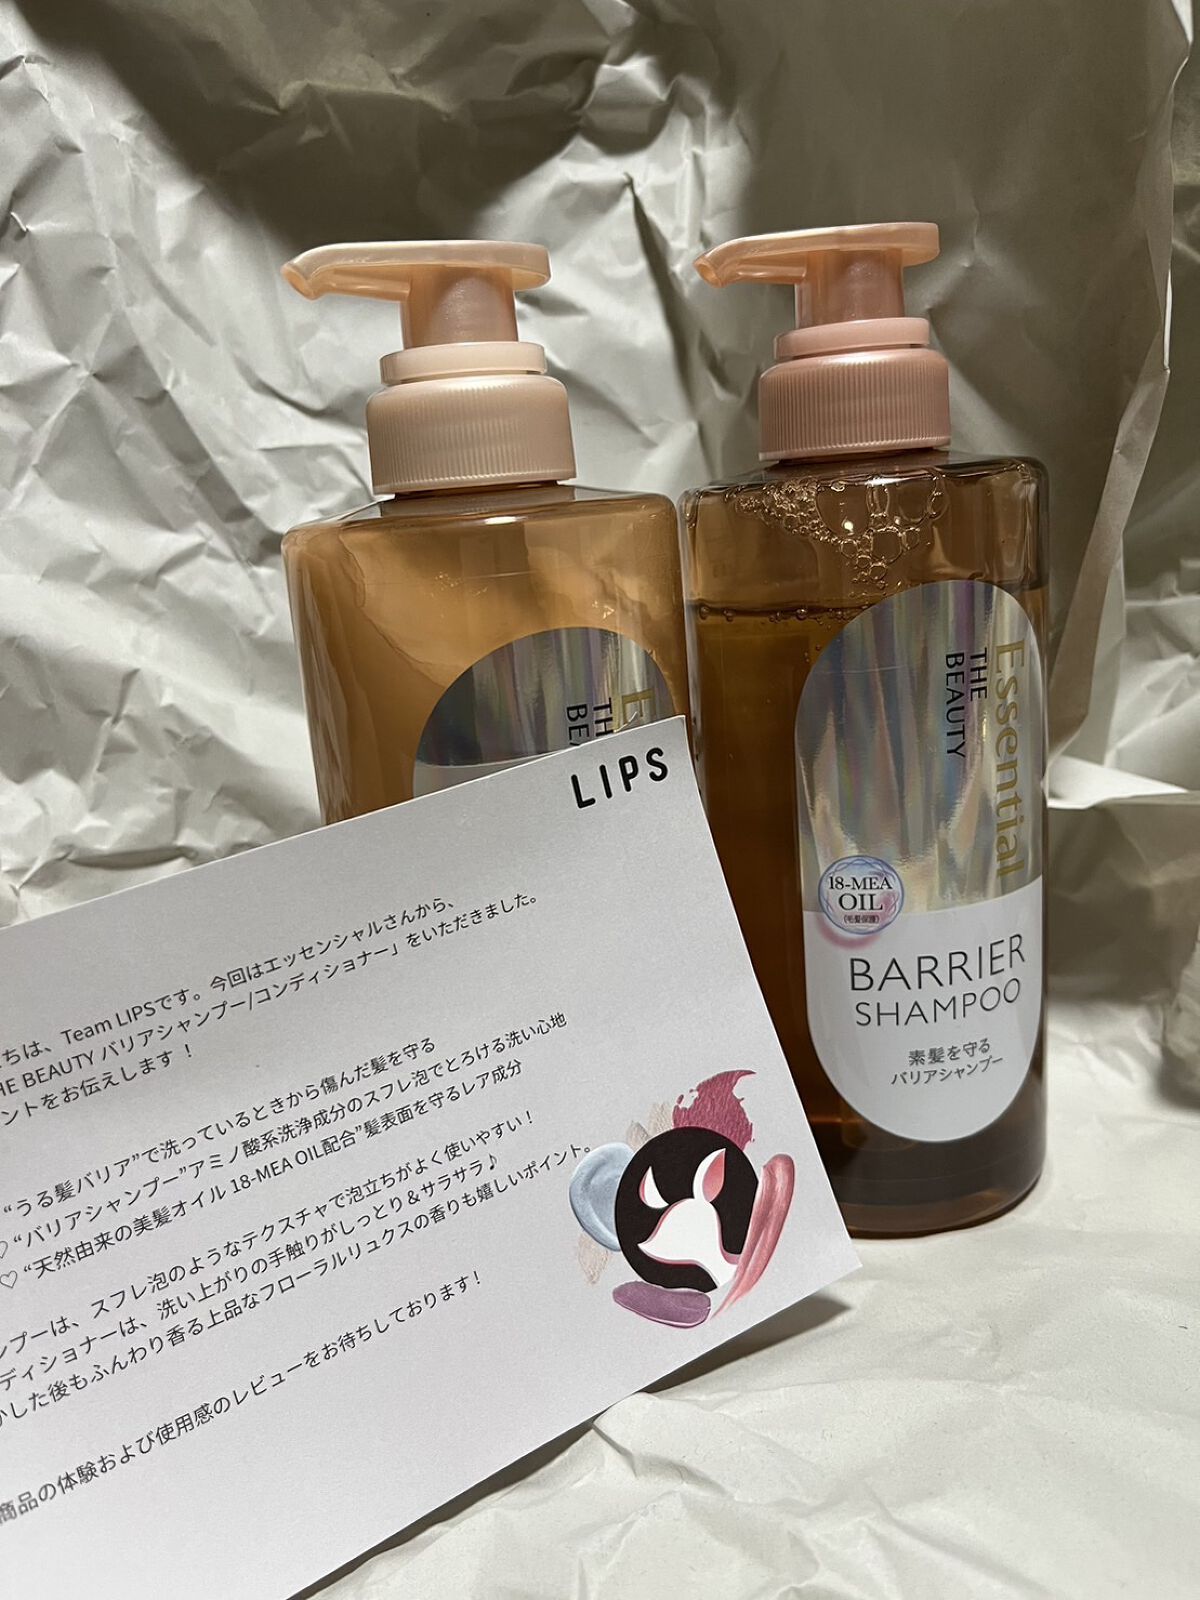 Essential
THE
BEAUTY
18-MEA
OIL
(毛髪保護)
BARRIER
SHAMPOO
素髪を守る
バリアシャンプー
LIPS
ちは、Team LIPSです。今回はエッセンシャルさんから、
HE BEAUTY バリアシャンプー/コンディショナー」をいただきました。
ントをお伝えします！
“うる髪バリア”で洗っているときから傷んだ髪を守る
♡ “バリアシャンプー”アミノ酸系洗浄成分のスフレ泡でとろける洗い心地
♡ “天然由来の美髪オイル 18-MEA OIL配合”髪表面を守るレア成分
ンプーは、スフレ泡のようなテクスチャで泡立ちがよく使いやすい！
ディショナーは、洗い上がりの手触りがしっとり＆サラサラ♪
かした後もふんわり香る上品なフローラルリュクスの香りも嬉しいポイント。
商品の体験および使用感のレビューをお待ちしております！